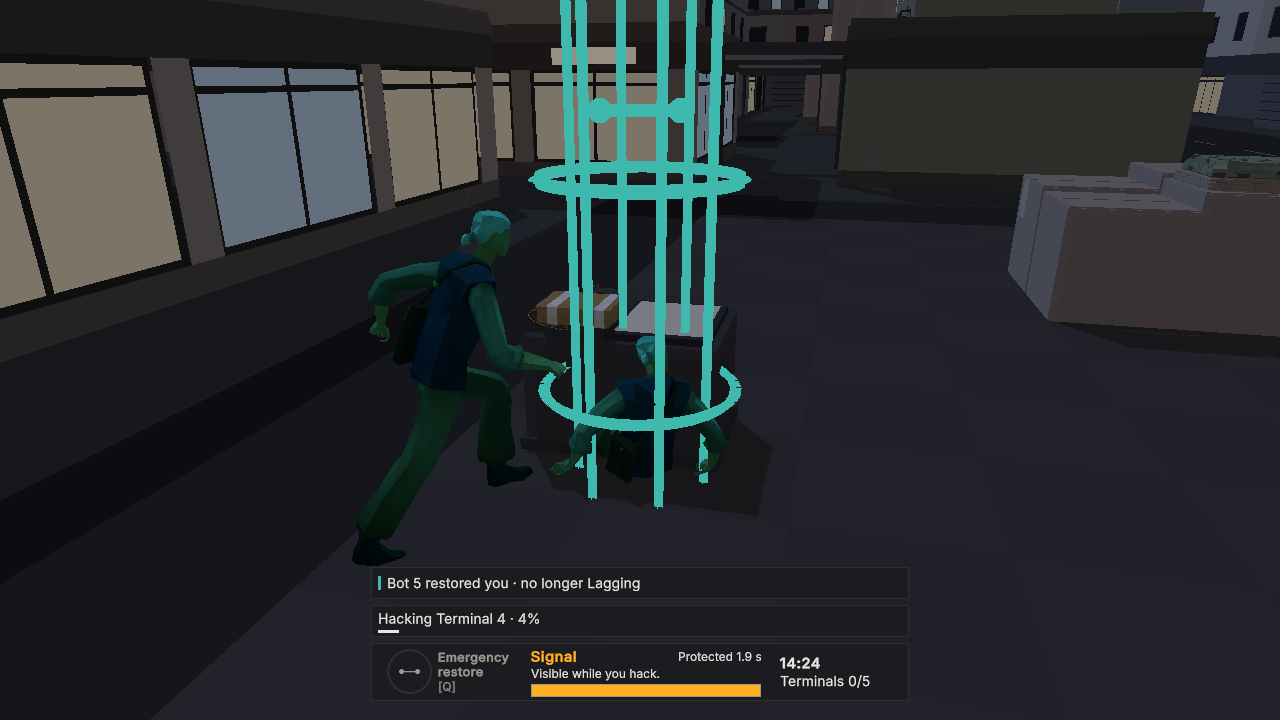 Bot 5 restored you · no longer Lagging
Hacking Terminal 4 · 4%
Emergency
restore
[Q]
Signal
Protected 1.9 s
Visible while you hack.
14:24
Terminals 0/5